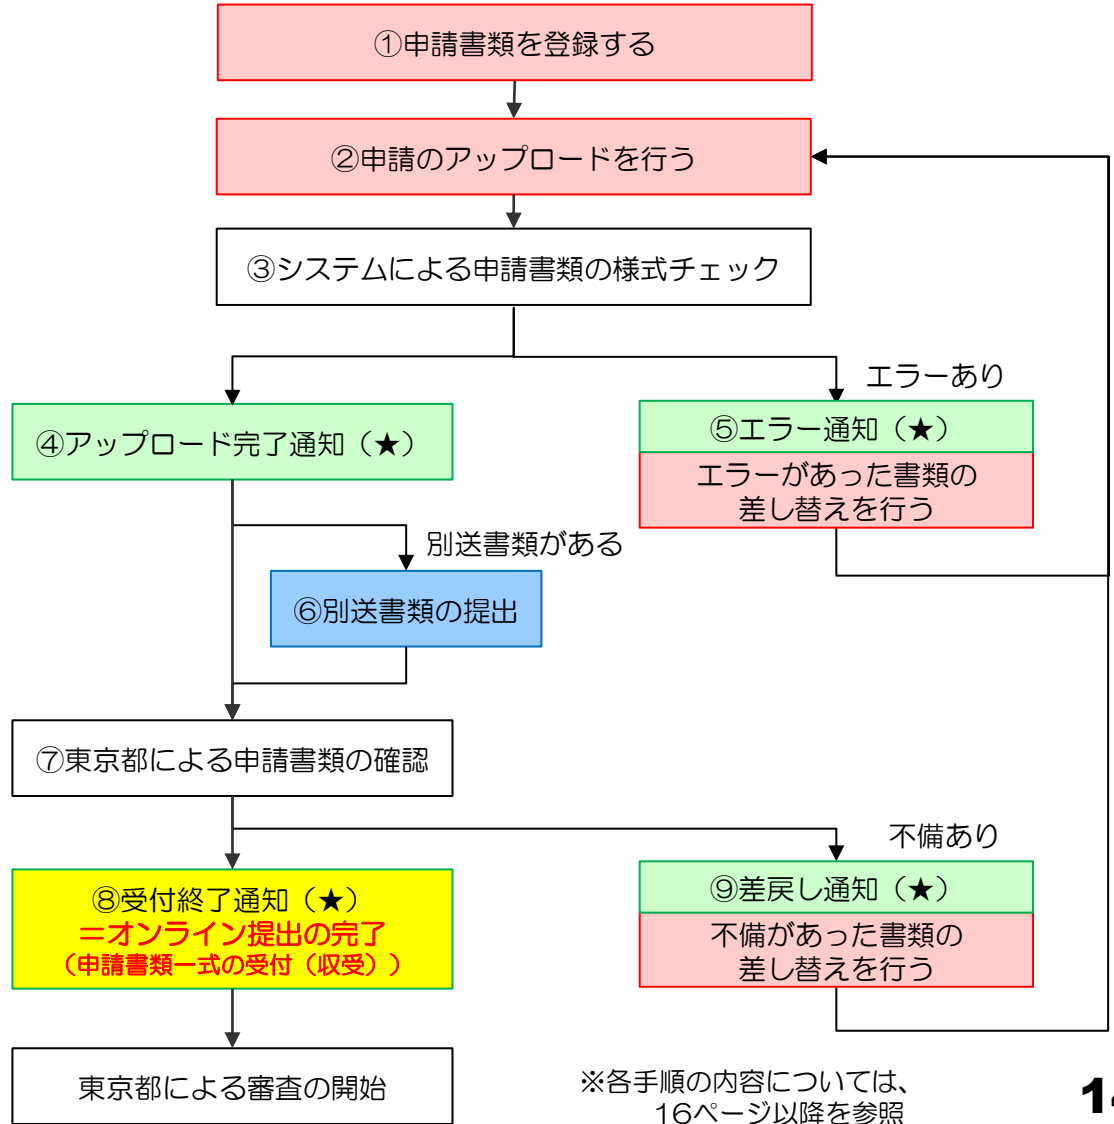 ①申請書類を登録する
②申請のアップロードを行う
③システムによる申請書類の様式チェック
エラーあり
④アップロード完了通知（★）
⑤エラー通知（★）
エラーがあった書類の
差し替えを行う
別送書類がある
⑥別送書類の提出
⑦東京都による申請書類の確認
不備あり
⑧受付終了通知（★）
＝オンライン提出の完了
（申請書類一式の受付（収受））
⑨差戻し通知（★）
不備があった書類の
差し替えを行う
東京都による審査の開始
※各手順の内容については、
16ページ以降を参照